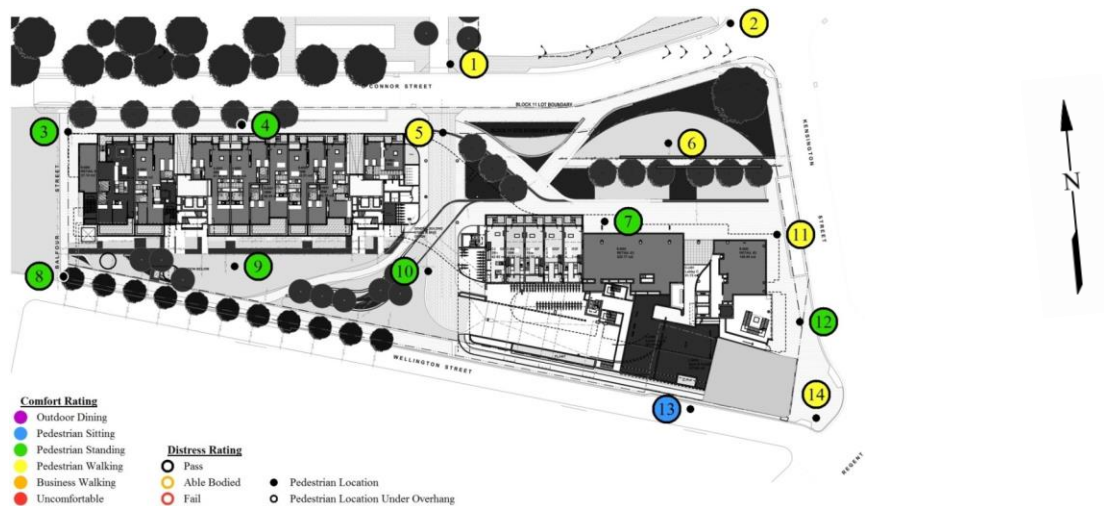 2
1
CONNOR STREET
BLOCK 11 LOT BOUNDARY
3
4
5
6
KENSINGTON
STREET
N
7
BALFOUR STREET
8
9
10
11
12
WELLINGTON STREET
13
14
REGENT
Comfort Rating
Outdoor Dining
Pedestrian Sitting
Pedestrian Standing
Pedestrian Walking
Business Walking
Uncomfortable
Distress Rating
Pass
Able Bodied
Fail
Pedestrian Location
Pedestrian Location Under Overhang